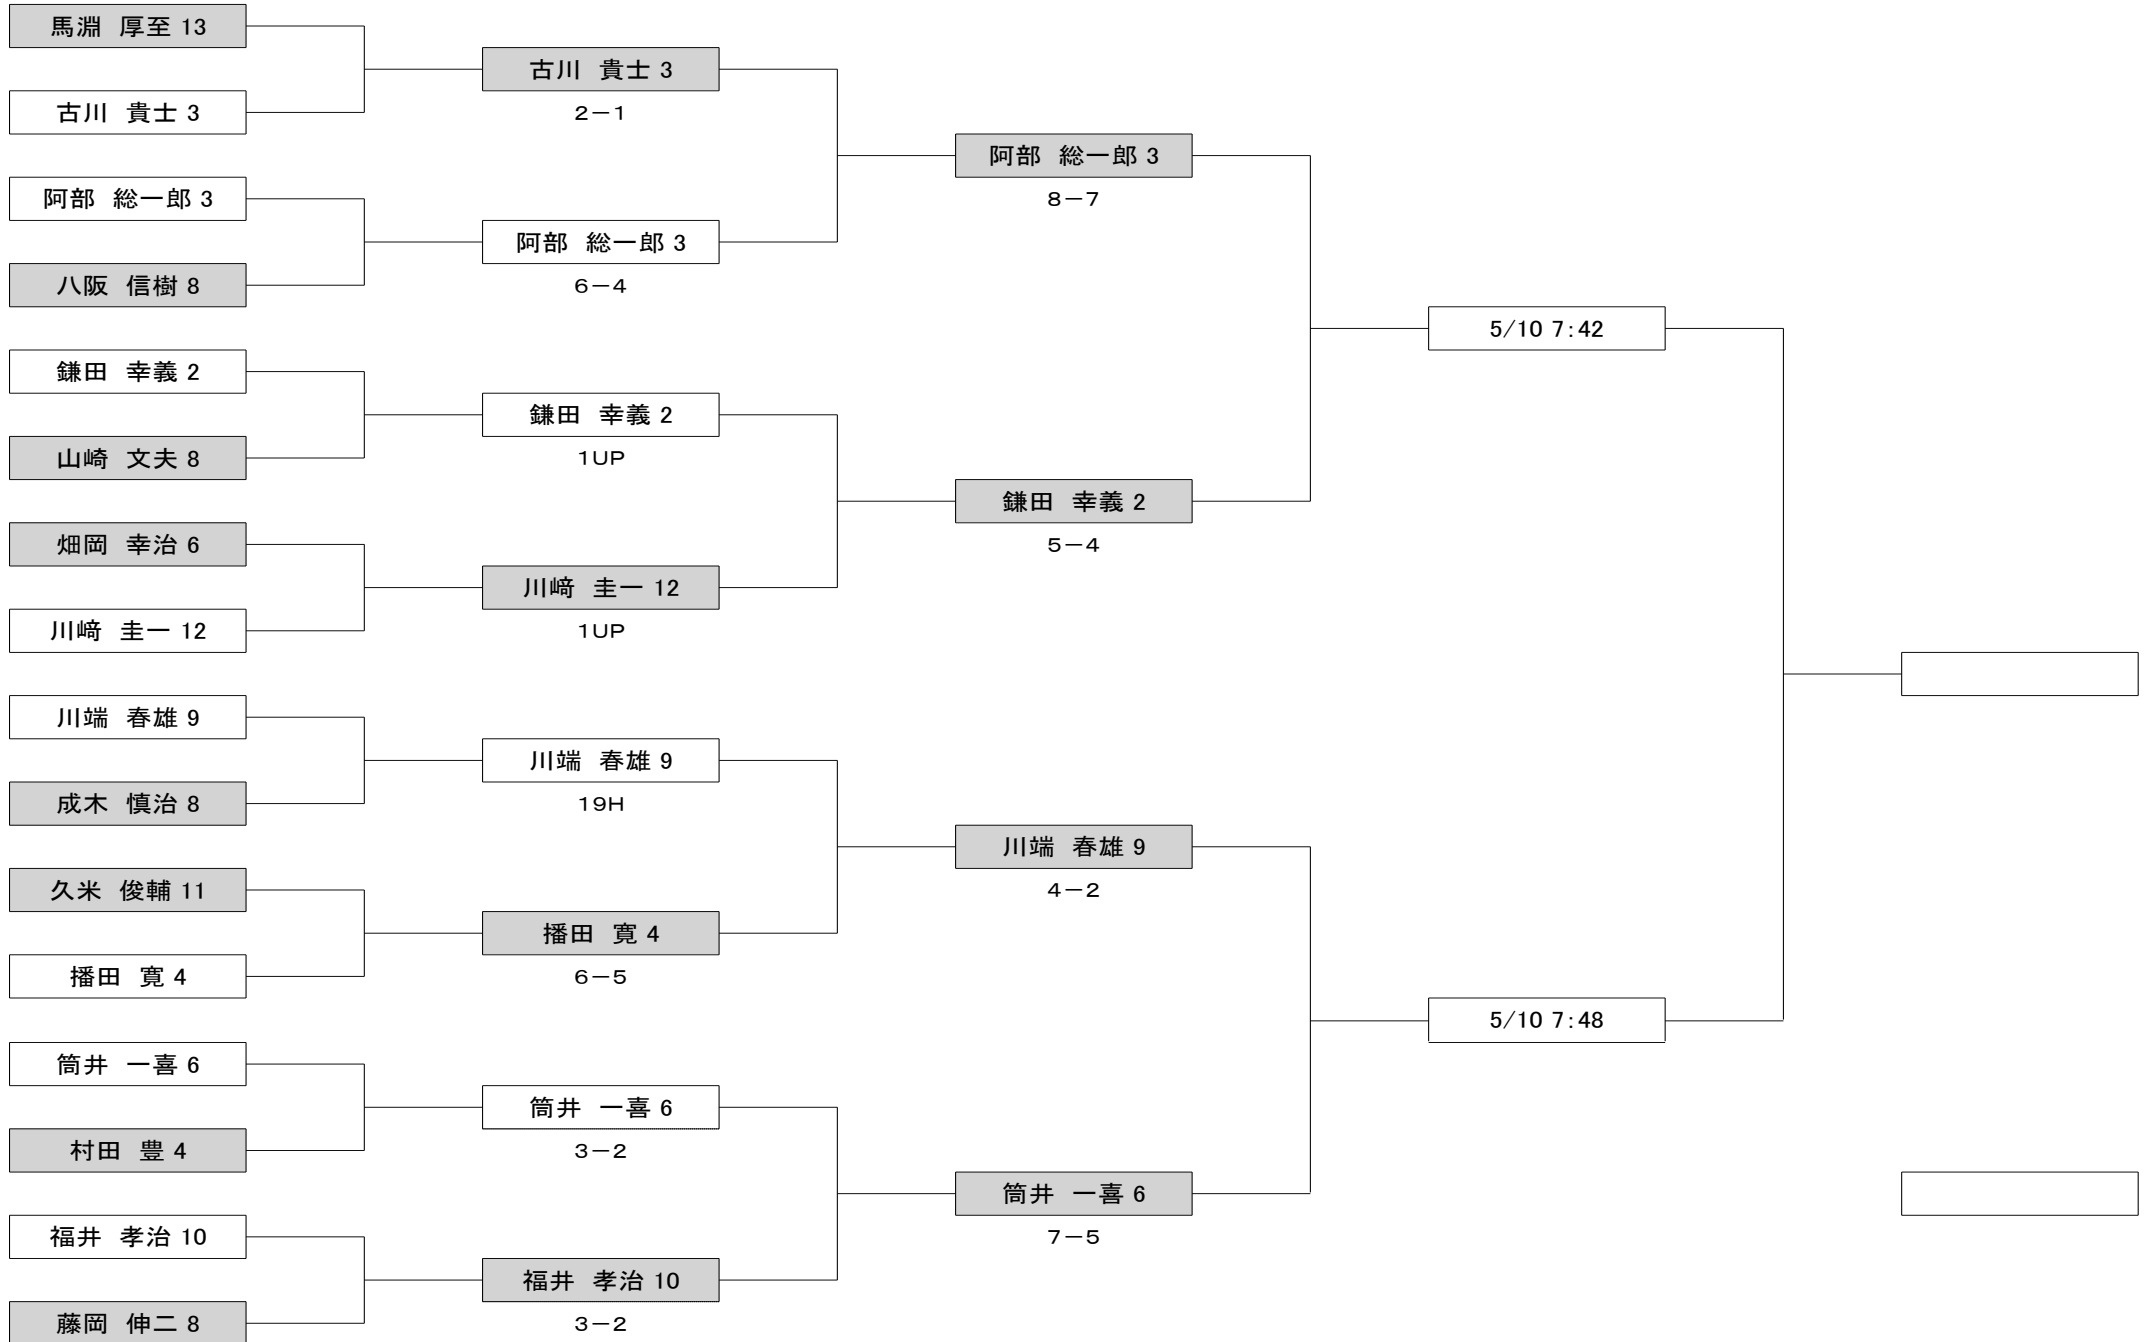 馬淵 厚至 13
古川 貴士 3
2－1
古川 貴士 3
阿部 総一郎 3
8－7
阿部 総一郎 3
阿部 総一郎 3
6－4
八阪 信樹 8
5/10 7:42
鎌田 幸義 2
鎌田 幸義 2
1UP
山崎 文夫 8
鎌田 幸義 2
5－4
畑岡 幸治 6
川﨑 圭一 12
1UP
川﨑 圭一 12
川端 春雄 9
川端 春雄 9
19H
成木 慎治 8
川端 春雄 9
4－2
久米 俊輔 11
播田 寛 4
6－5
播田 寛 4
5/10 7:48
筒井 一喜 6
筒井 一喜 6
3－2
村田 豊 4
筒井 一喜 6
7－5
福井 孝治 10
福井 孝治 10
3－2
藤岡 伸二 8